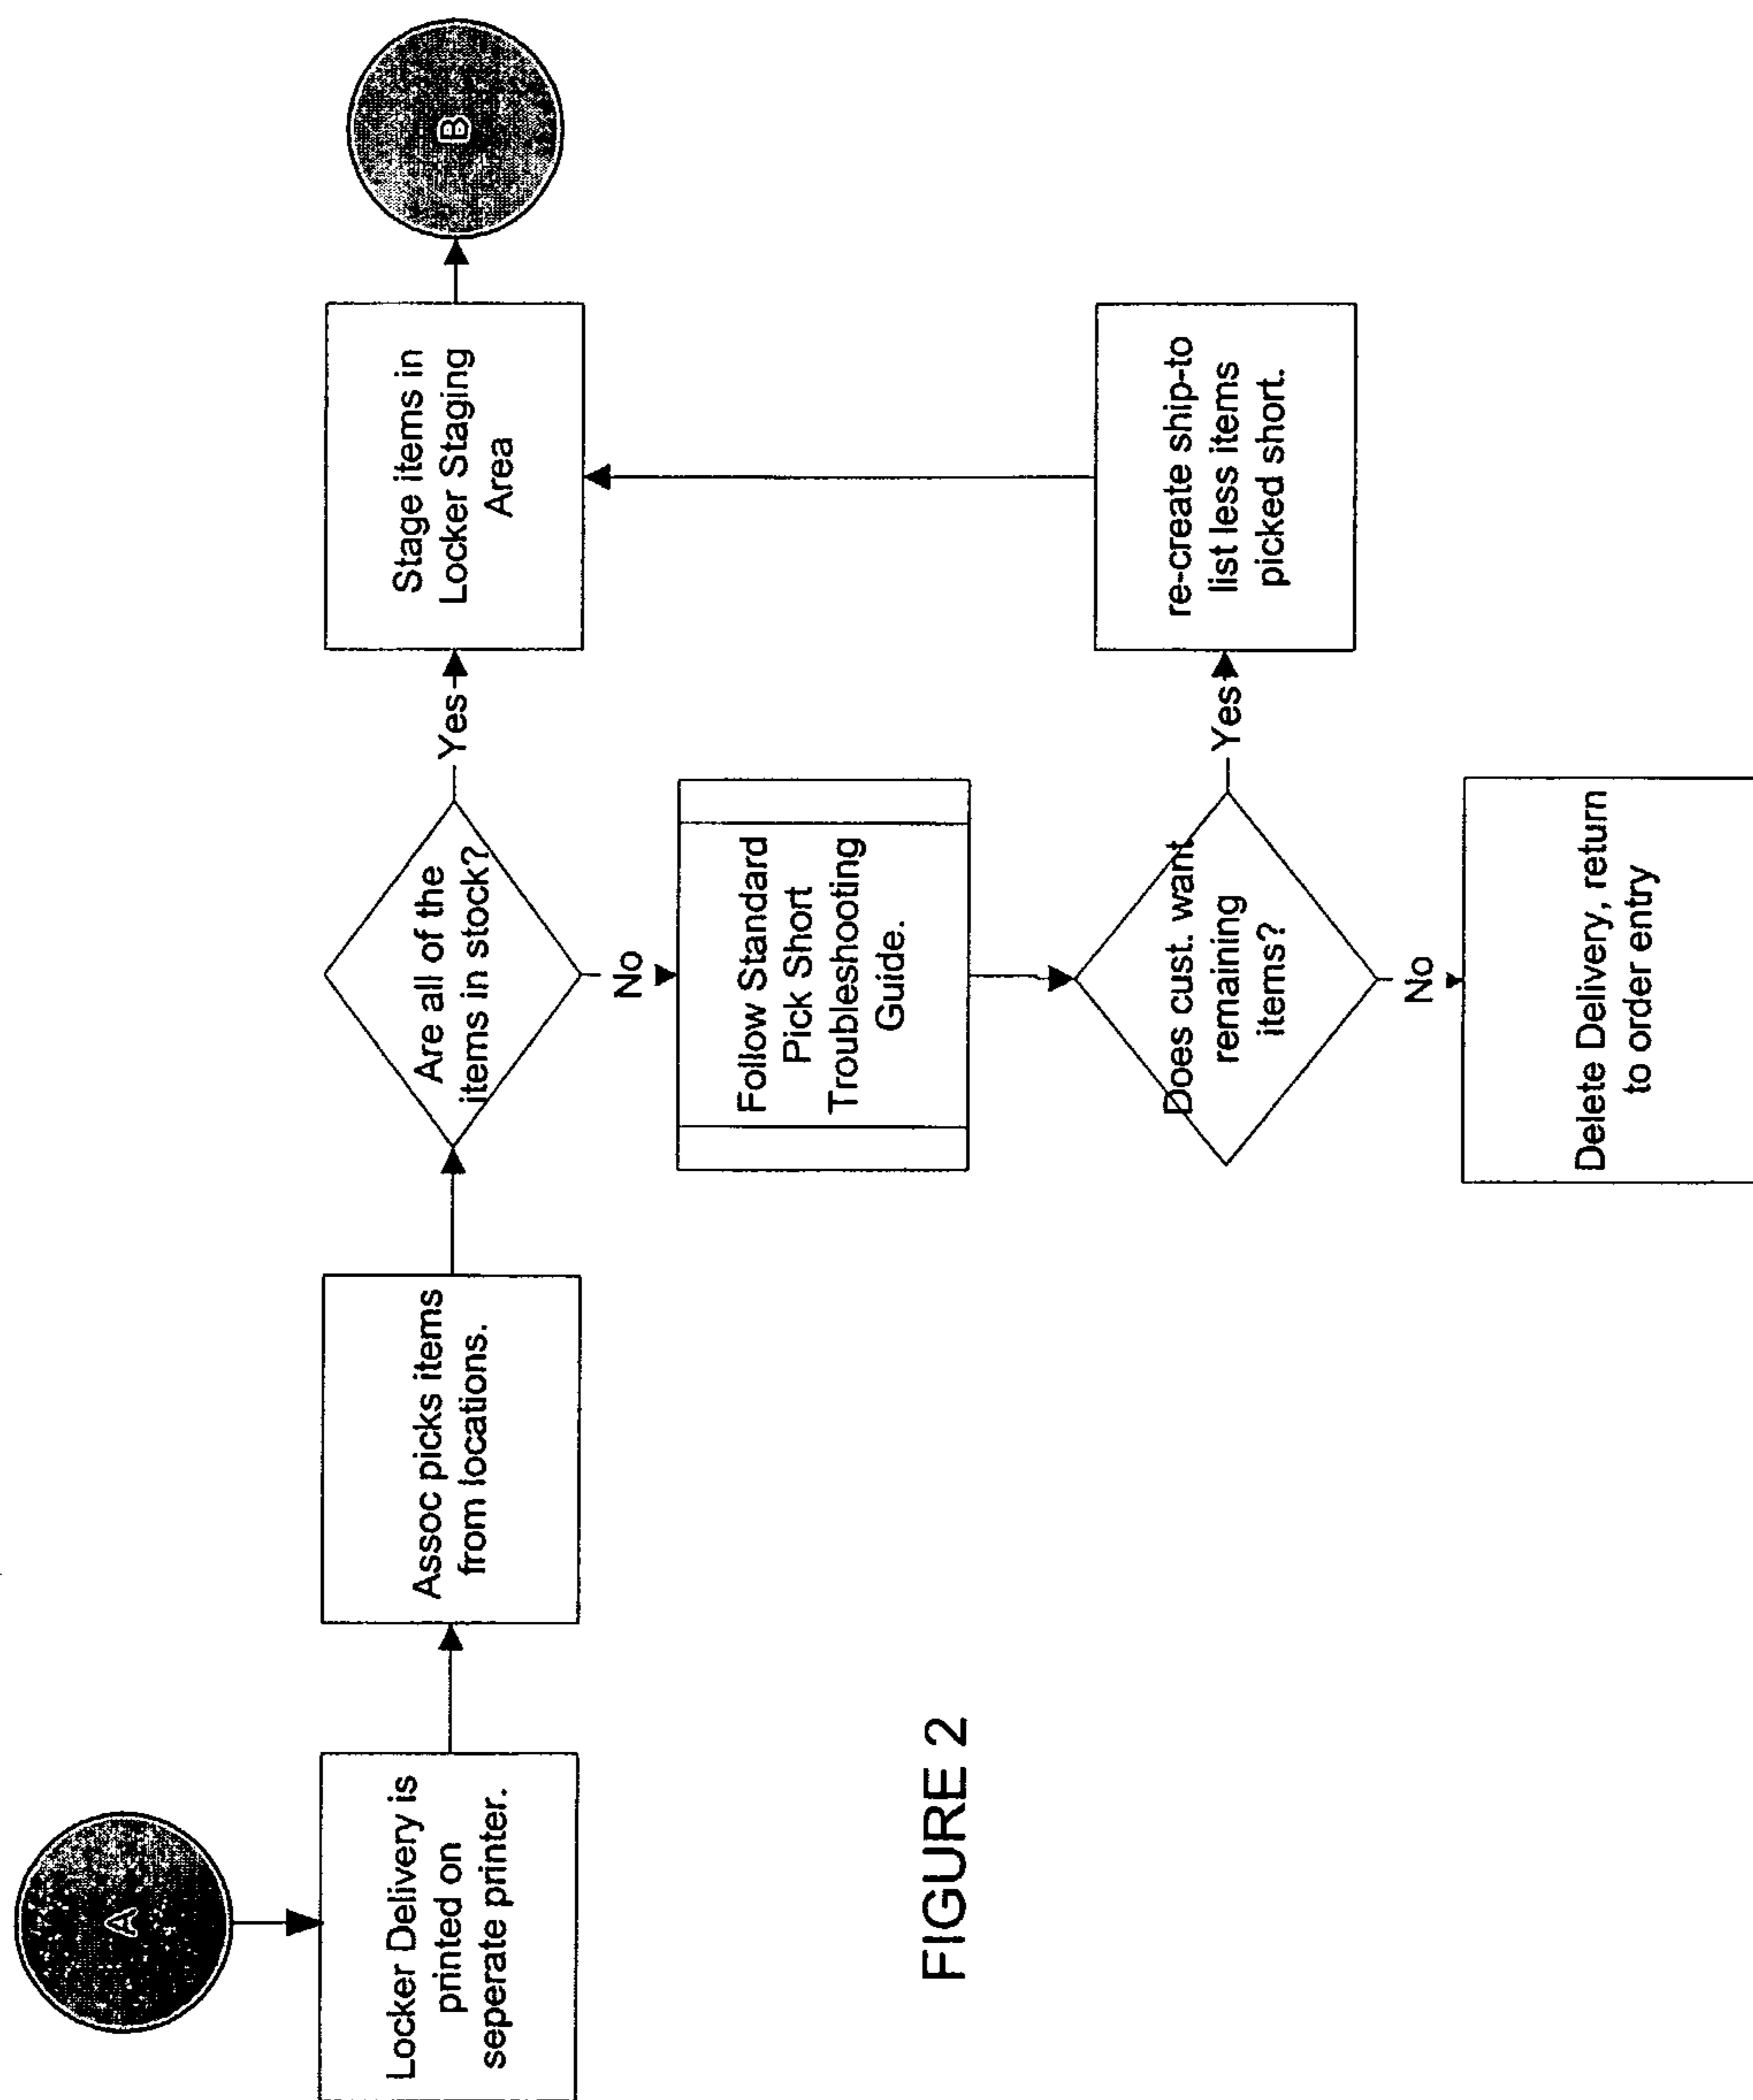 A
Locker Delivery is
printed on
seperate printer.
Assoc picks items
from locations.
Are all of the
items in stock?
Yes
Stage items in
Locker Staging
Area
B
No
Follow Standard
Pick Short
Troubleshooting
Guide.
Does cust. want
remaining
items?
Yes
re-create ship-to
list less items
picked short.
No
Delete Delivery, return
to order entry
FIGURE 2